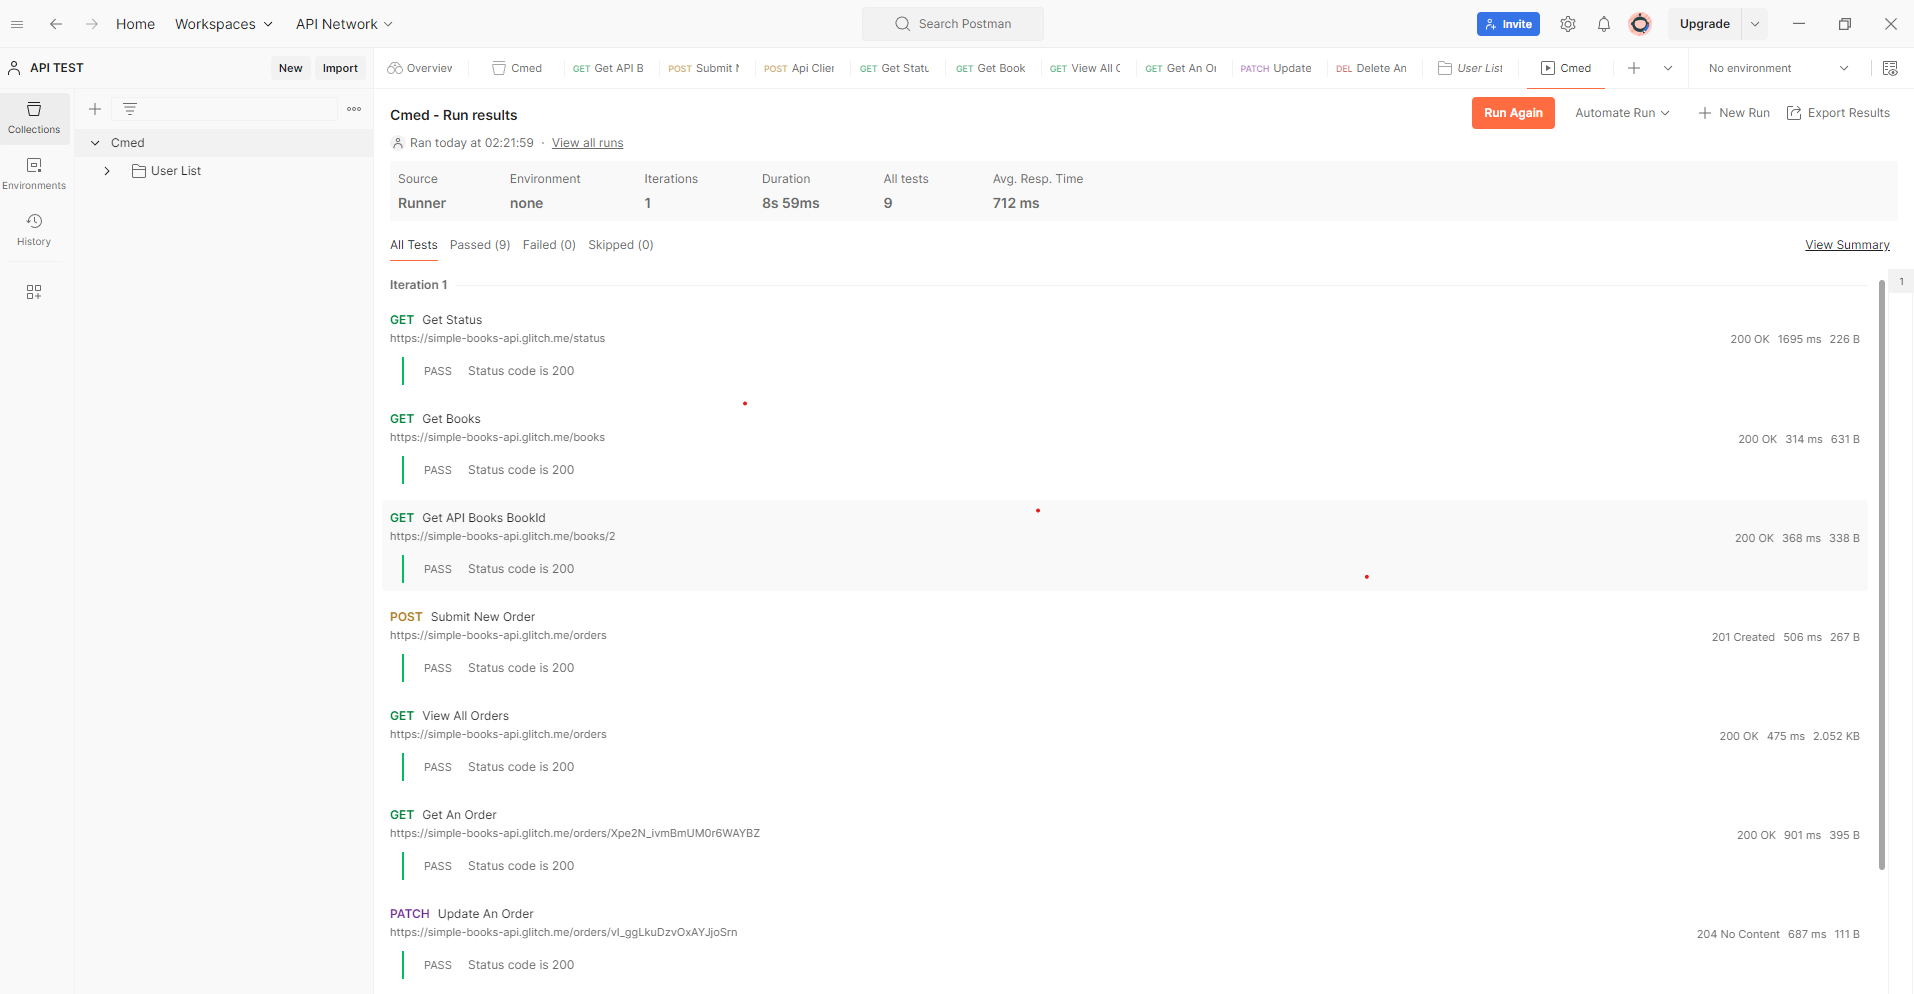 Home Workspaces API Network Search Postman Invite Upgrade
API TEST New Import Overviev Cmed GET Get API B POST Submit N POST Api Clier GET Get Statu GET Get Book GET View All C GET Get An Or PATCH Update DEL Delete An User List Cmed No environment
Collections
Environments
History
Cmed
User List
Cmed - Run results Run Again Automate Run New Run Export Results
Ran today at 02:21:59 · View all runs
Source Environment Iterations Duration All tests Avg. Resp. Time
Runner none 1 8s 59ms 9 712 ms
All Tests Passed (9) Failed (0) Skipped (0) View Summary
Iteration 1 1
GET Get Status
https://simple-books-api.glitch.me/status 200 OK 1695 ms 226 B
PASS Status code is 200
GET Get Books
https://simple-books-api.glitch.me/books 200 OK 314 ms 631 B
PASS Status code is 200
GET Get API Books BookId
https://simple-books-api.glitch.me/books/2 200 OK 368 ms 338 B
PASS Status code is 200
POST Submit New Order
https://simple-books-api.glitch.me/orders 201 Created 506 ms 267 B
PASS Status code is 200
GET View All Orders
https://simple-books-api.glitch.me/orders 200 OK 475 ms 2.052 KB
PASS Status code is 200
GET Get An Order
https://simple-books-api.glitch.me/orders/Xpe2N_ivmBmUM0r6WAYBZ 200 OK 901 ms 395 B
PASS Status code is 200
PATCH Update An Order
https://simple-books-api.glitch.me/orders/vI_ggLkuDzvOxAYJjoSrn 204 No Content 687 ms 111 B
PASS Status code is 200